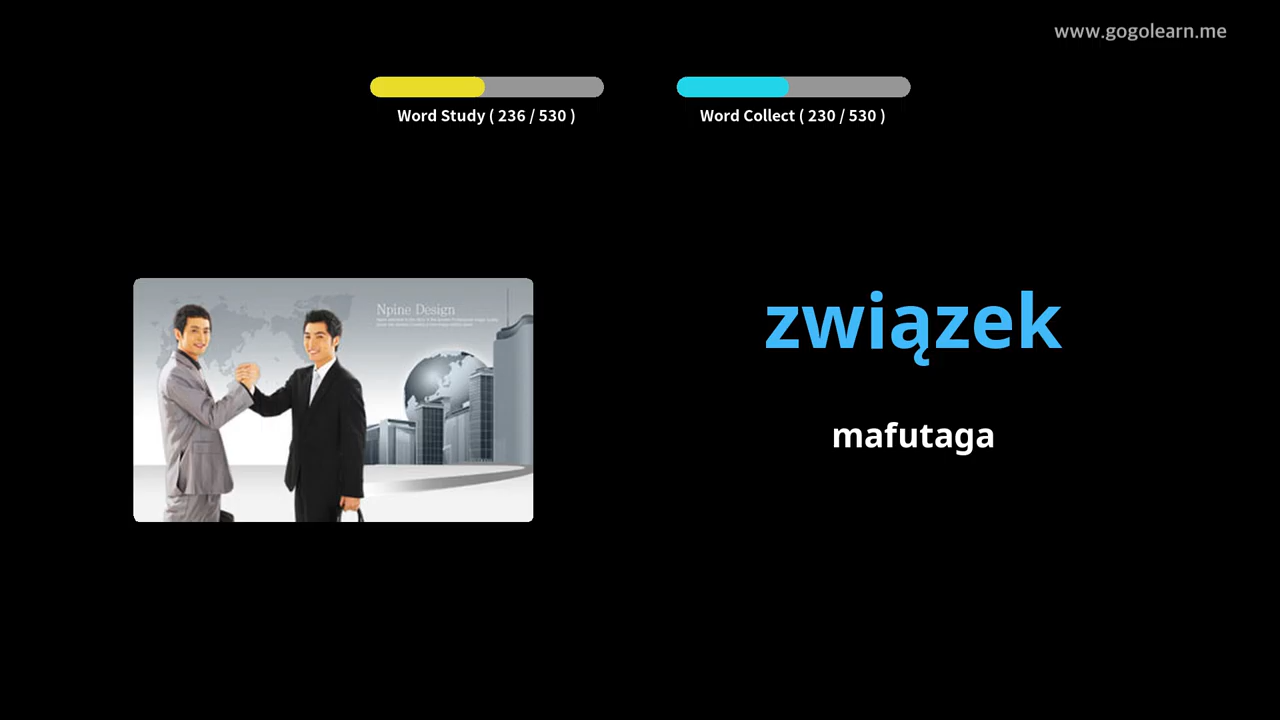 www.gogolearn.me
Word Study ( 236 / 530 )
Word Collect ( 230 / 530 )
Npine Design
związek
mafutaga